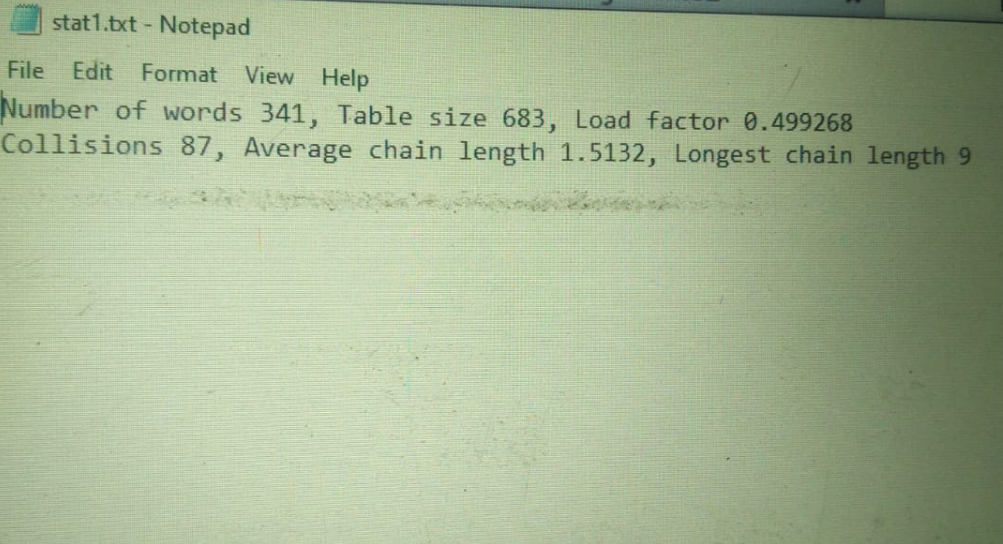 stat1.txt - Notepad
File Edit Format View Help
Number of words 341, Table size 683, Load factor 0.499268
Collisions 87, Average chain length 1.5132, Longest chain length 9